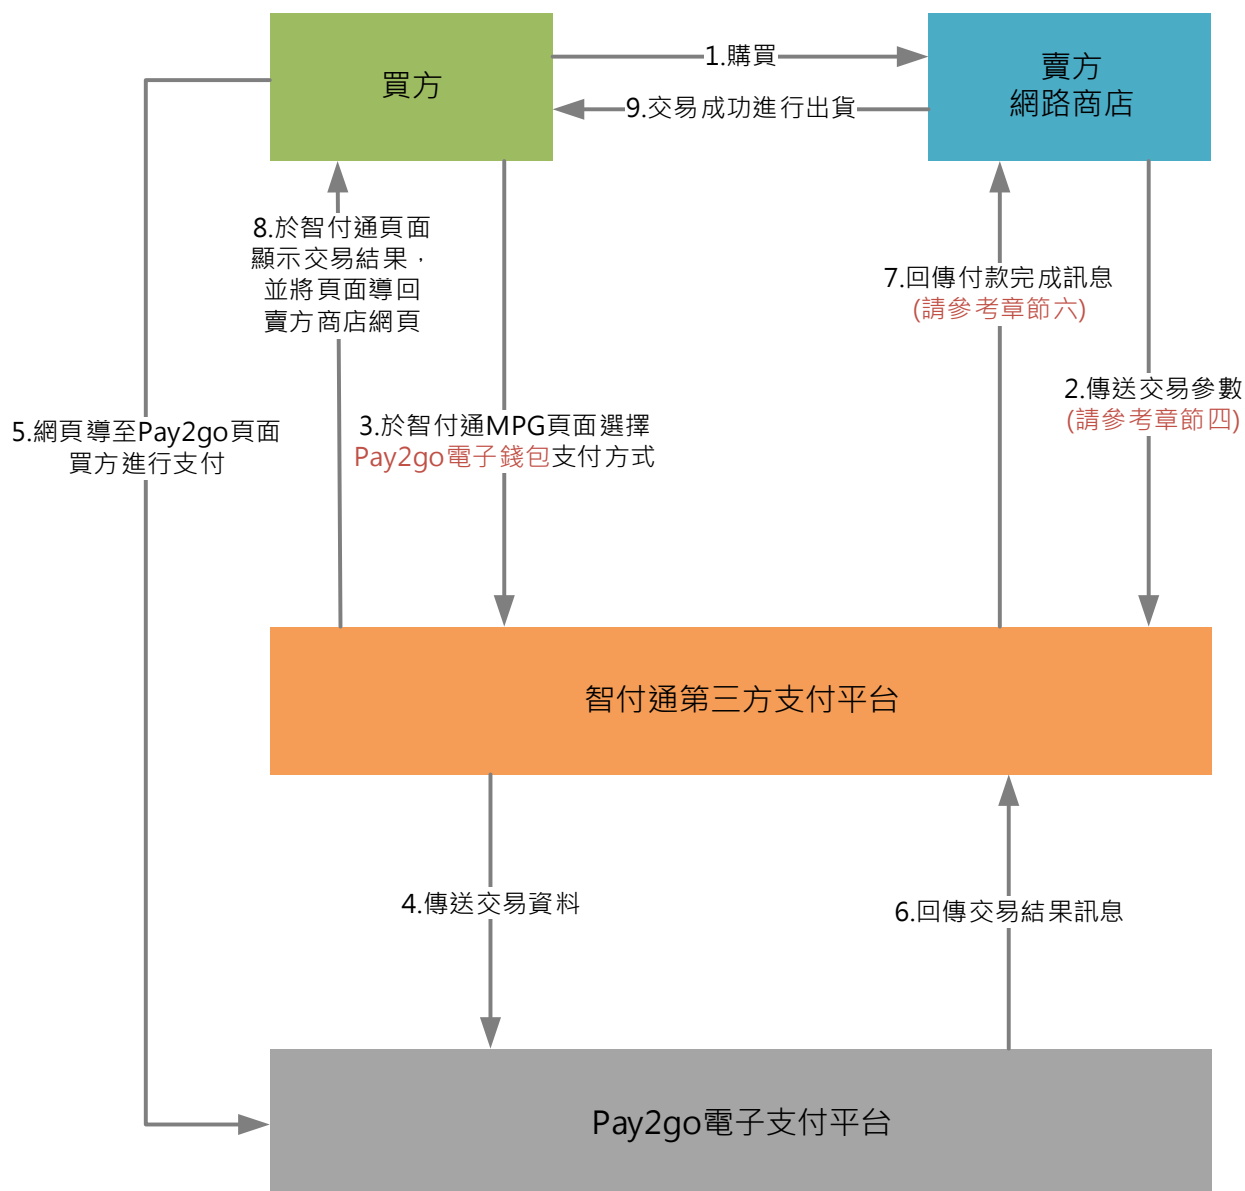 買方
1.購買
賣方
網路商店
9.交易成功進行出貨
8.於智付通頁面
顯示交易結果，
並將頁面導回
賣方商店網頁
7.回傳付款完成訊息
(請參考章節六)
2.傳送交易參數
(請參考章節四)
5.網頁導至Pay2go頁面
買方進行支付
3.於智付通MPG頁面選擇
Pay2go電子錢包支付方式
智付通第三方支付平台
4.傳送交易資料
6.回傳交易結果訊息
Pay2go電子支付平台